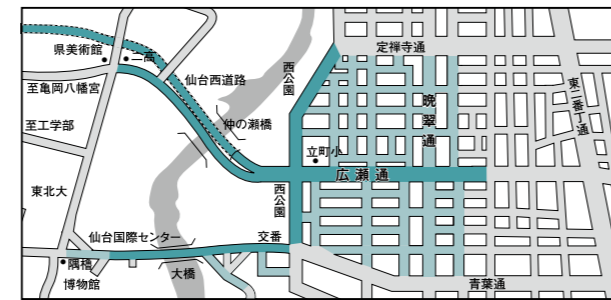 県美術館
二高
至亀岡八幡宮
至工学部
東北大
仙台西道路
仲の瀬橋
西公園
定禅寺通
晩翠通
東二番丁通
立町小
広瀬通
西公園
仙台国際センター
交番
隅櫓
博物館
大橋
青葉通